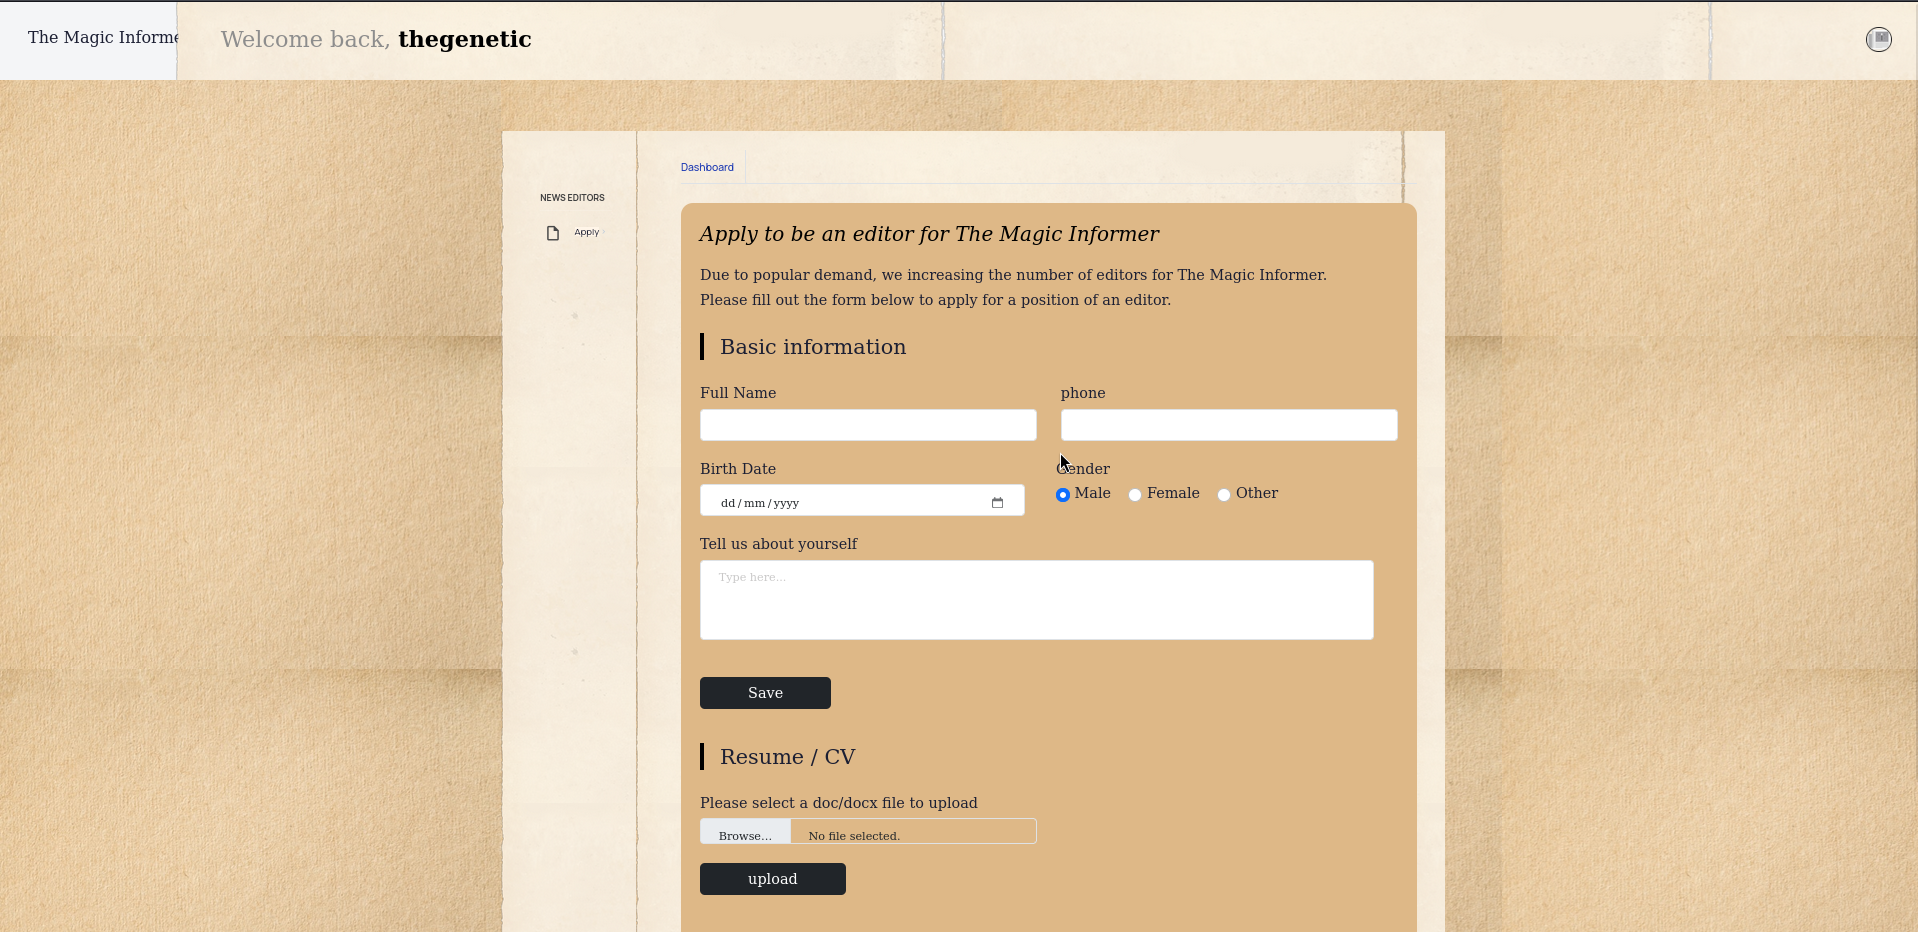 The Magic Informe
Welcome back, thegenetic
Dashboard
NEWS EDITORS
Apply
Apply to be an editor for The Magic Informer
Due to popular demand, we increasing the number of editors for The Magic Informer.
Please fill out the form below to apply for a position of an editor.
Basic information
Full Name
phone
Birth Date
Gender
dd/mm/yyyy
Male
Female
Other
Tell us about yourself
Type here...
Save
Resume / CV
Please select a doc/docx file to upload
Browse...
No file selected.
upload